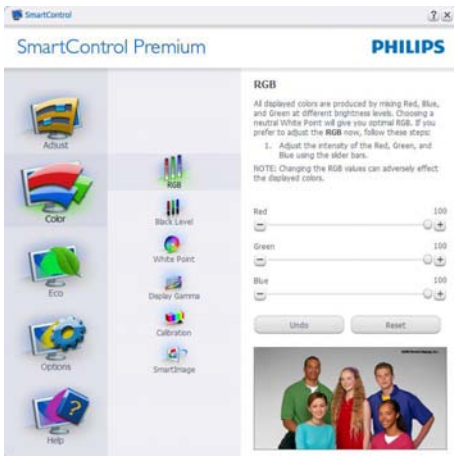 SmartControl
SmartControl Premium
PHILIPS
Adjust
Color
Eco
Options
Help
RGB
Black Level
White Point
Display Gamma
Calibration
SmartImage
RGB
All displayed colors are produced by mixing Red, Blue,
and Green at different brightness levels. Choosing a
neutral White Point will give you optimal RGB. If you
prefer to adjust the RGB now, follow these steps:
1. Adjust the intensity of the Red, Green, and
Blue using the slider bars.
NOTE: Changing the RGB values can adversely effect
the displayed colors.
Red 100
Green 100
Blue 100
Undo Reset